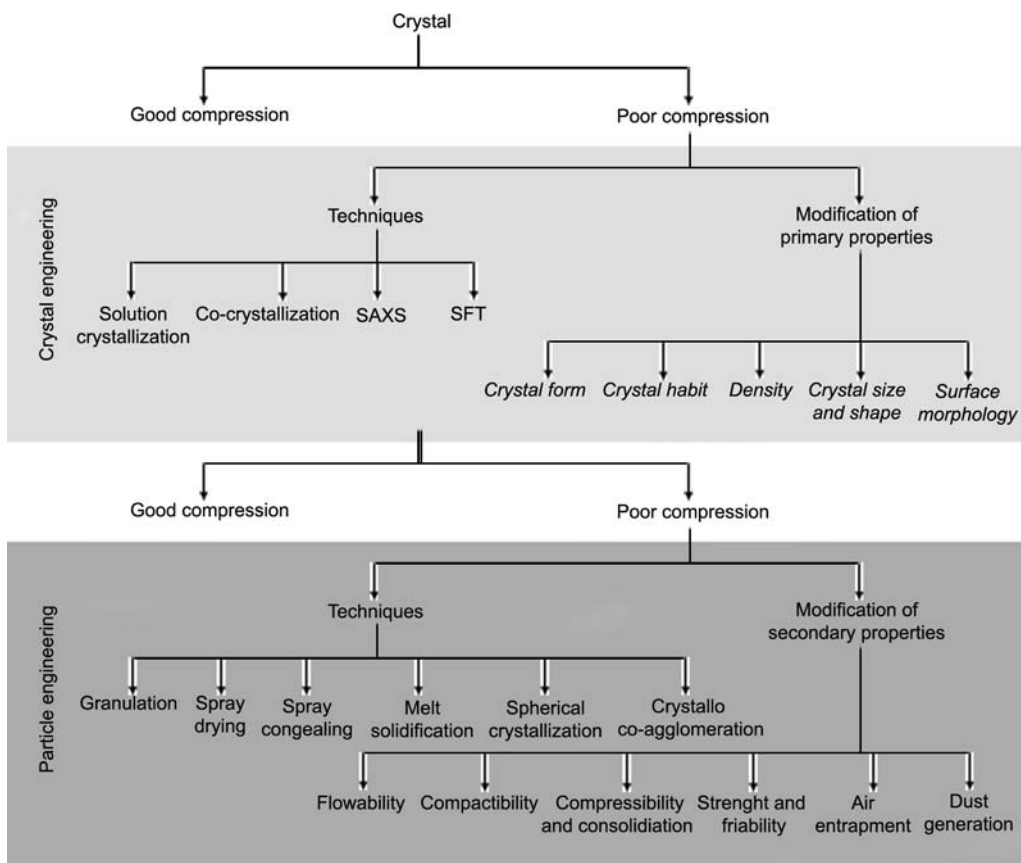 Crystal
Good compression
Poor compression
Crystal engineering
Techniques
Modification of
primary properties
Solution
crystallization
Co-crystallization
SAXS
SFT
Crystal form
Crystal habit
Density
Crystal size
and shape
Surface
morphology
Good compression
Poor compression
Particle engineering
Techniques
Modification of
secondary properties
Granulation
Spray
drying
Spray
congealing
Melt
solidification
Spherical
crystallization
Crystallo
co-agglomeration
Flowability
Compactibility
Compressibility
and consolidiation
Strenght and
friability
Air
entrapment
Dust
generation